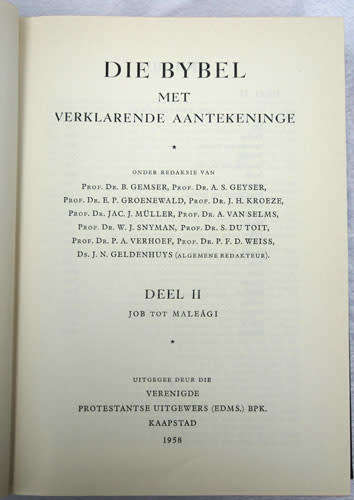 DIE BYBEL
MET
VERKLARENDE AANTEKENINGE
*
ONDER REDAKSIE VAN
PROF. DR. B. GEMSER, PROF. DR. A. S. GEYSER,
PROF. DR. E. P. GROENEWALD, PROF. DR. J. H. KROEZE,
PROF. DR. JAC. J. MÜLLER, PROF. DR. A. VAN SELMS,
PROF. DR. W. J. SNYMAN, PROF. DR. S. DU TOIT,
PROF. DR. P. A. VERHOEF, PROF. DR. P. F. D. WEISS,
DS. J. N. GELDENHUYS (ALGEMENE REDAKTEUR).
DEEL II
JOB TOT MALEÁGI
*
UITGEGEE DEUR DIE
VERENIGDE
PROTESTANTSE UITGEWERS (EDMS.) BPK.
KAAPSTAD
1958